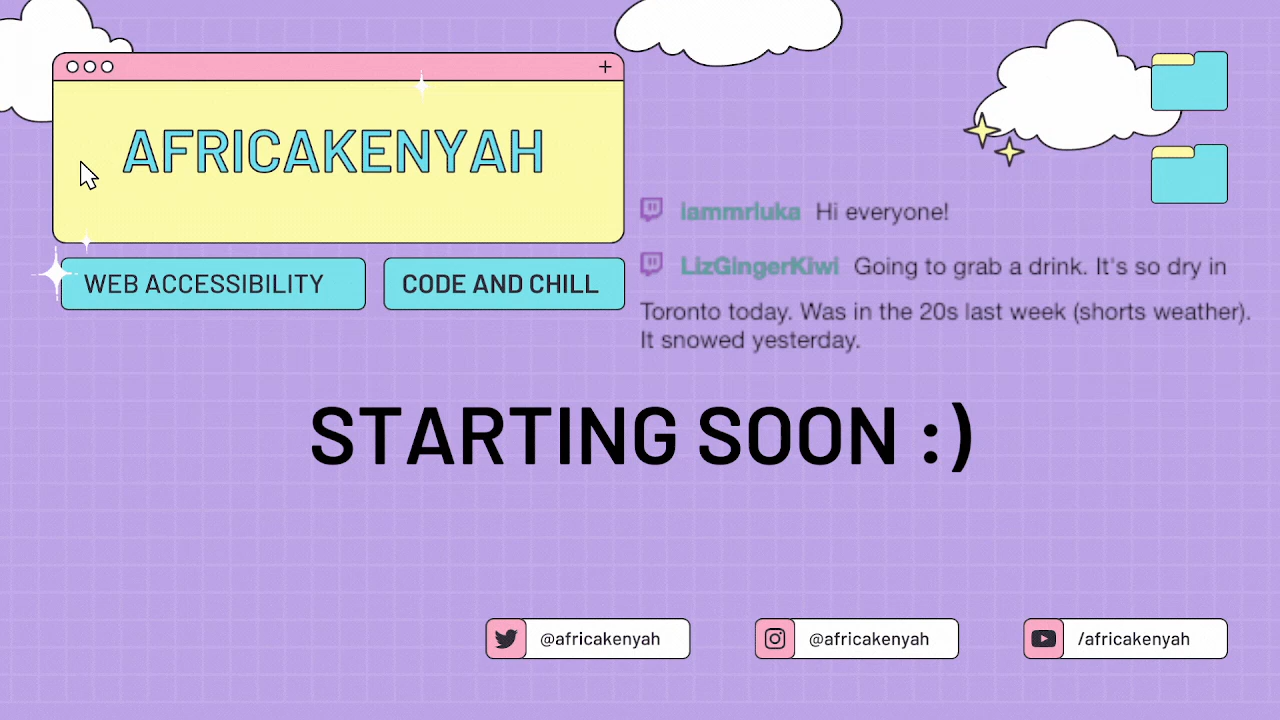 AFRICAKENYAH
WEB ACCESSIBILITY
CODE AND CHILL
iammrluka Hi everyone!
LizGingerKiwi Going to grab a drink. It's so dry in
Toronto today. Was in the 20s last week (shorts weather).
It snowed yesterday.
STARTING SOON :)
@africakenyah
@africakenyah
/africakenyah